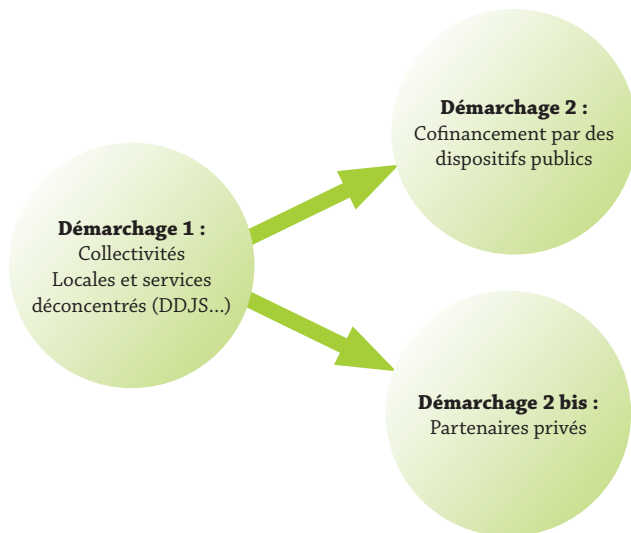 Démarchage 1 :
Collectivités
Locales et services
déconcentrés (DDJS...)
Démarchage 2 :
Cofinancement par des
dispositifs publics
Démarchage 2 bis :
Partenaires privés